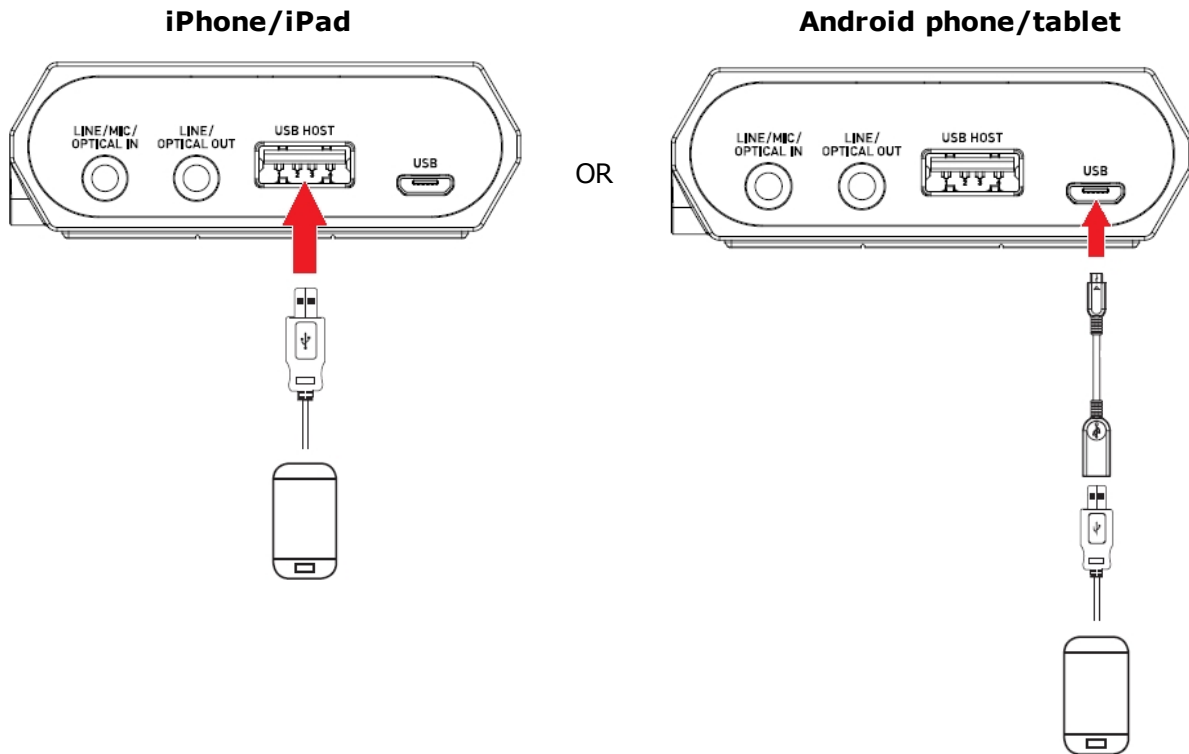 iPhone/iPad
LINE/MIC/
OPTICAL IN
LINE/
OPTICAL OUT
USB HOST
USB
OR
Android phone/tablet
LINE/MIC/
OPTICAL IN
LINE/
OPTICAL OUT
USB HOST
USB